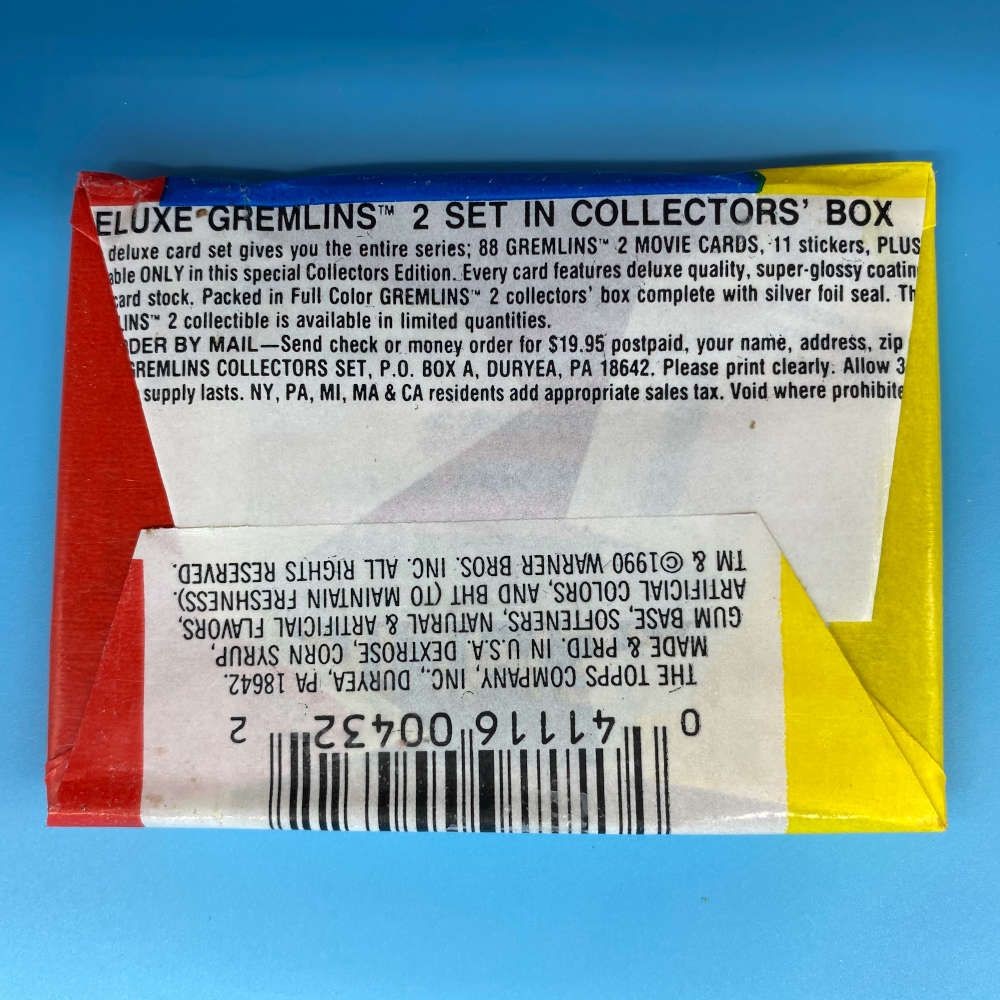 ELUXE GREMLINS™ 2 SET IN COLLECTORS' BOX
deluxe card set gives you the entire series; 88 GREMLINS™ 2 MOVIE CARDS, 11 stickers, PLUS
able ONLY in this special Collectors Edition. Every card features deluxe quality, super-glossy coatin
card stock. Packed in Full Color GREMLINS™ 2 collectors' box complete with silver foil seal. Th
LINS™ 2 collectible is available in limited quantities.
DER BY MAIL—Send check or money order for $19.95 postpaid, your name, address, zip
GREMLINS COLLECTORS SET, P.O. BOX A, DURYEA, PA 18642. Please print clearly. Allow 3
supply lasts. NY, PA, MI, MA & CA residents add appropriate sales tax. Void where prohibite
0 41116 00432 2
THE TOPPS COMPANY, INC., DURYEA, PA 18642.
MADE & PRTD. IN U.S.A. DEXTROSE, CORN SYRUP,
GUM BASE, SOFTENERS, NATURAL & ARTIFICIAL FLAVORS,
ARTIFICIAL COLORS, AND BHT (TO MAINTAIN FRESHNESS).
TM & ©1990 WARNER BROS. INC. ALL RIGHTS RESERVED.